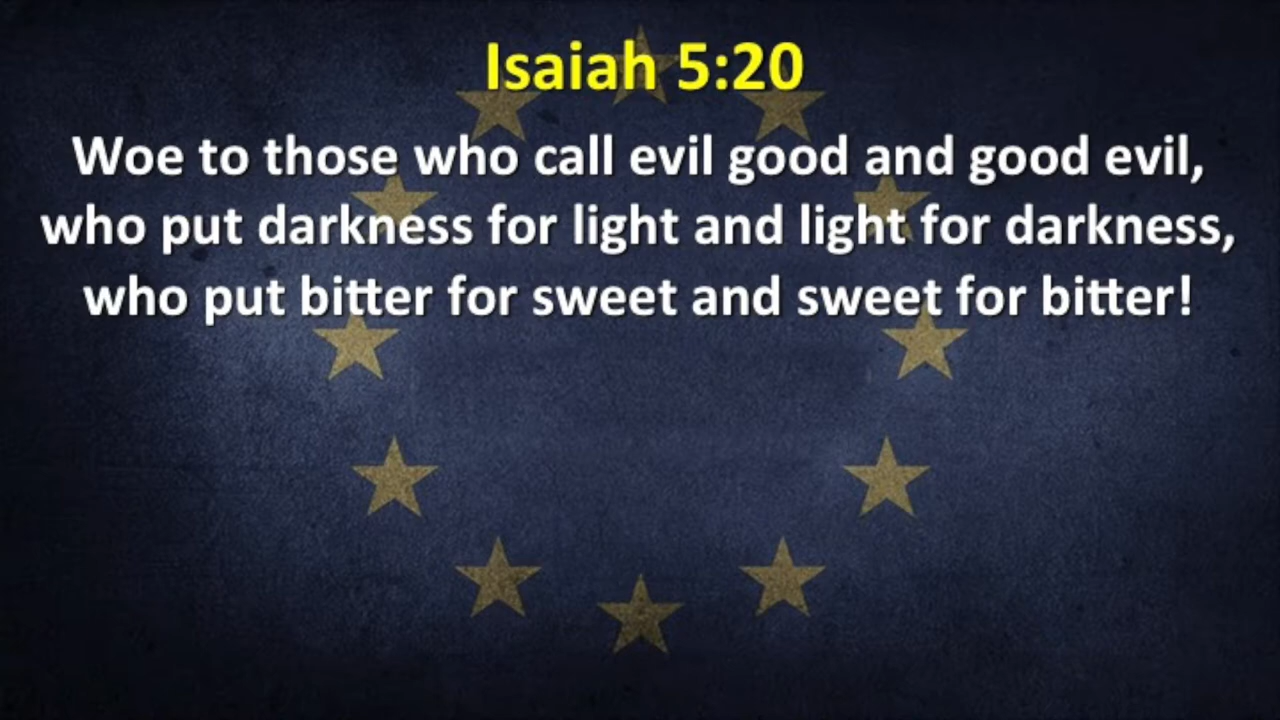 Isaiah 5:20
Woe to those who call evil good and good evil,
who put darkness for light and light for darkness,
who put bitter for sweet and sweet for bitter!